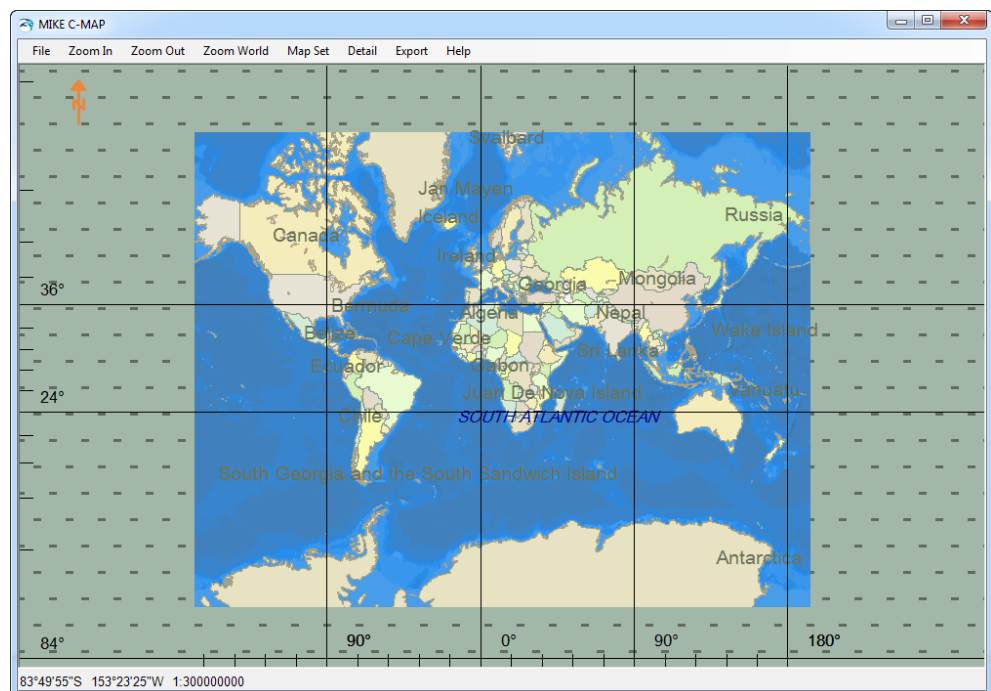 MIKE C-MAP
File Zoom In Zoom Out Zoom World Map Set Detail Export Help
Svalbard
Jan Mayen
Iceland
Russia
Canada
Ireland
Mongolia
Georgia
36°
Bermuda
Algeria
Nepal
Belize
Cape Verde
Wake Island
Sri Lanka
Ecuador
Gabon
Juan De Nova Island
Vanuatu
24°
Chile
SOUTH ATLANTIC OCEAN
South Georgia and the South Sandwich Island
Antarctica
84°
90° 0° 90° 180°
83°49'55"S 153°23'25"W 1:300000000